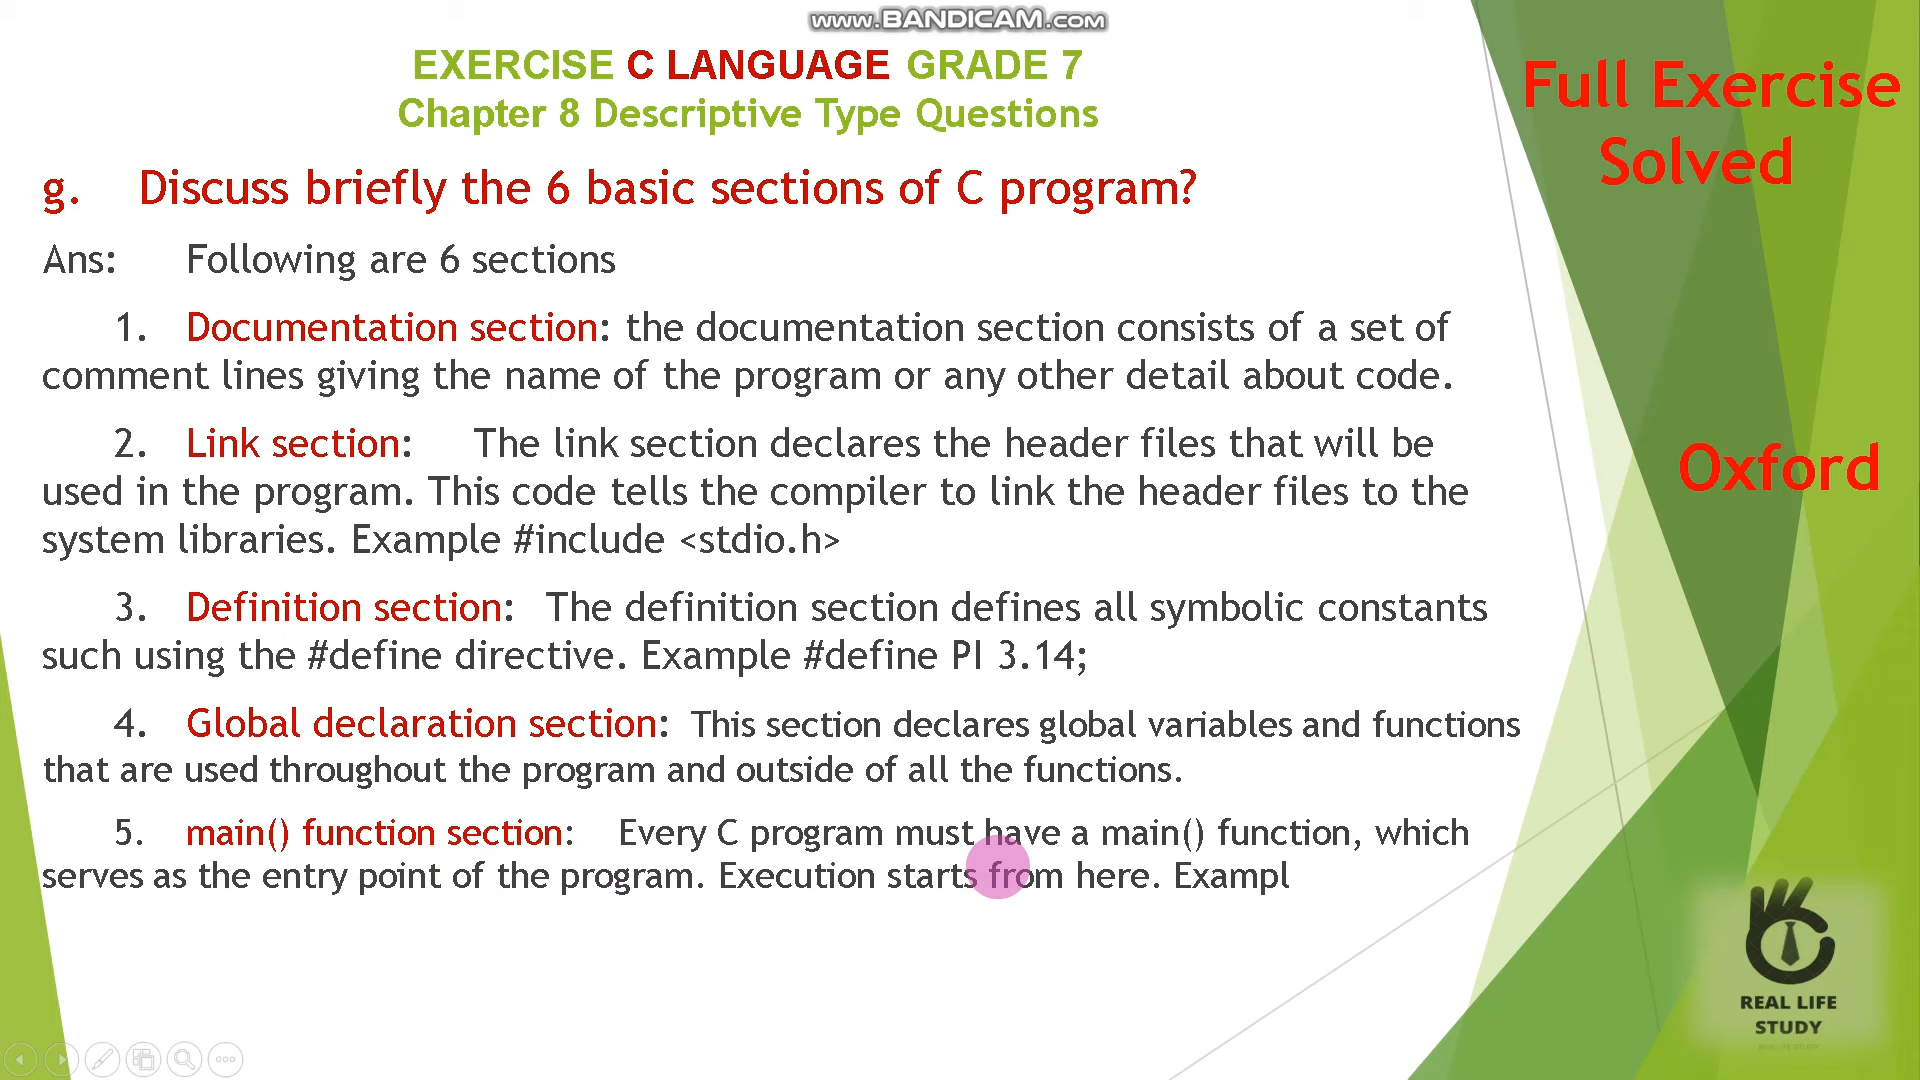 www.BANDICAM.com
EXERCISE C LANGUAGE GRADE 7
Chapter 8 Descriptive Type Questions
Full Exercise
Solved
g. Discuss briefly the 6 basic sections of C program?
Ans: Following are 6 sections
1. Documentation section: the documentation section consists of a set of
comment lines giving the name of the program or any other detail about code.
2. Link section: The link section declares the header files that will be
used in the program. This code tells the compiler to link the header files to the
system libraries. Example #include <stdio.h>
Oxford
3. Definition section: The definition section defines all symbolic constants
such using the #define directive. Example #define PI 3.14;
4. Global declaration section: This section declares global variables and functions
that are used throughout the program and outside of all the functions.
5. main() function section: Every C program must have a main() function, which
serves as the entry point of the program. Execution starts from here. Exampl
REAL LIFE
STUDY